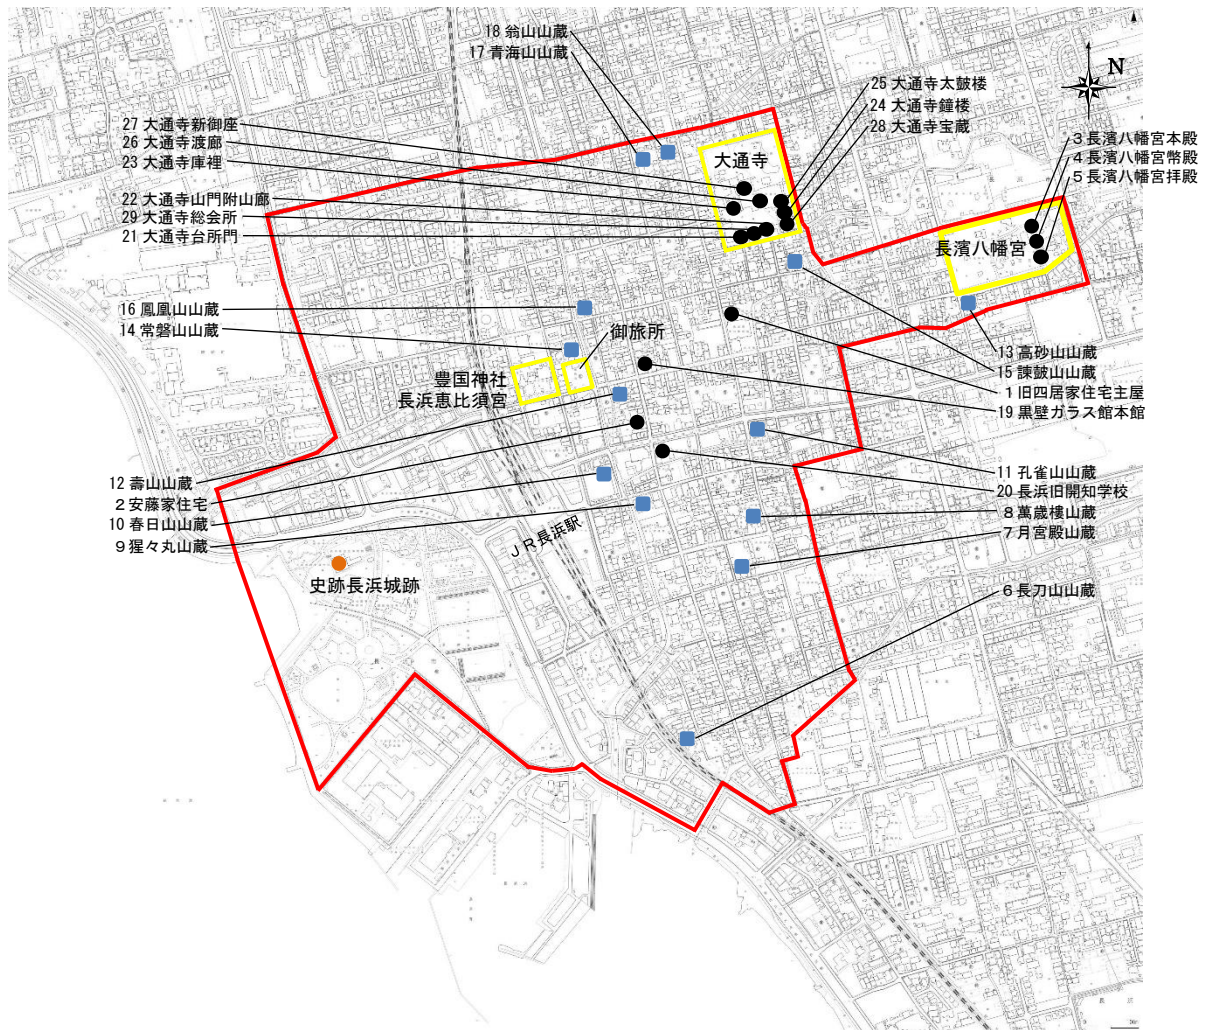 18 翁山山蔵
17 青海山山蔵
N
25 大通寺太鼓楼
24 大通寺鐘楼
28 大通寺宝蔵
27 大通寺新御座
26 大通寺渡廊
23 大通寺庫裡
大通寺
3 長濱八幡宮本殿
4 長濱八幡宮幣殿
5 長濱八幡宮拝殿
22 大通寺山門附山廊
29 大通寺総会所
21 大通寺台所門
長濱八幡宮
16 鳳凰山山蔵
14 常磐山山蔵
御旅所
豊国神社
長浜恵比須宮
13 高砂山山蔵
15 諌皷山山蔵
1 旧四居家住宅主屋
19 黒壁ガラス館本館
12 壽山山蔵
2 安藤家住宅
10 春日山山蔵
9 猩々丸山蔵
11 孔雀山山蔵
20 長浜旧開知学校
8 萬歳樓山蔵
7 月宮殿山蔵
JR長浜駅
史跡長浜城跡
6 長刀山山蔵